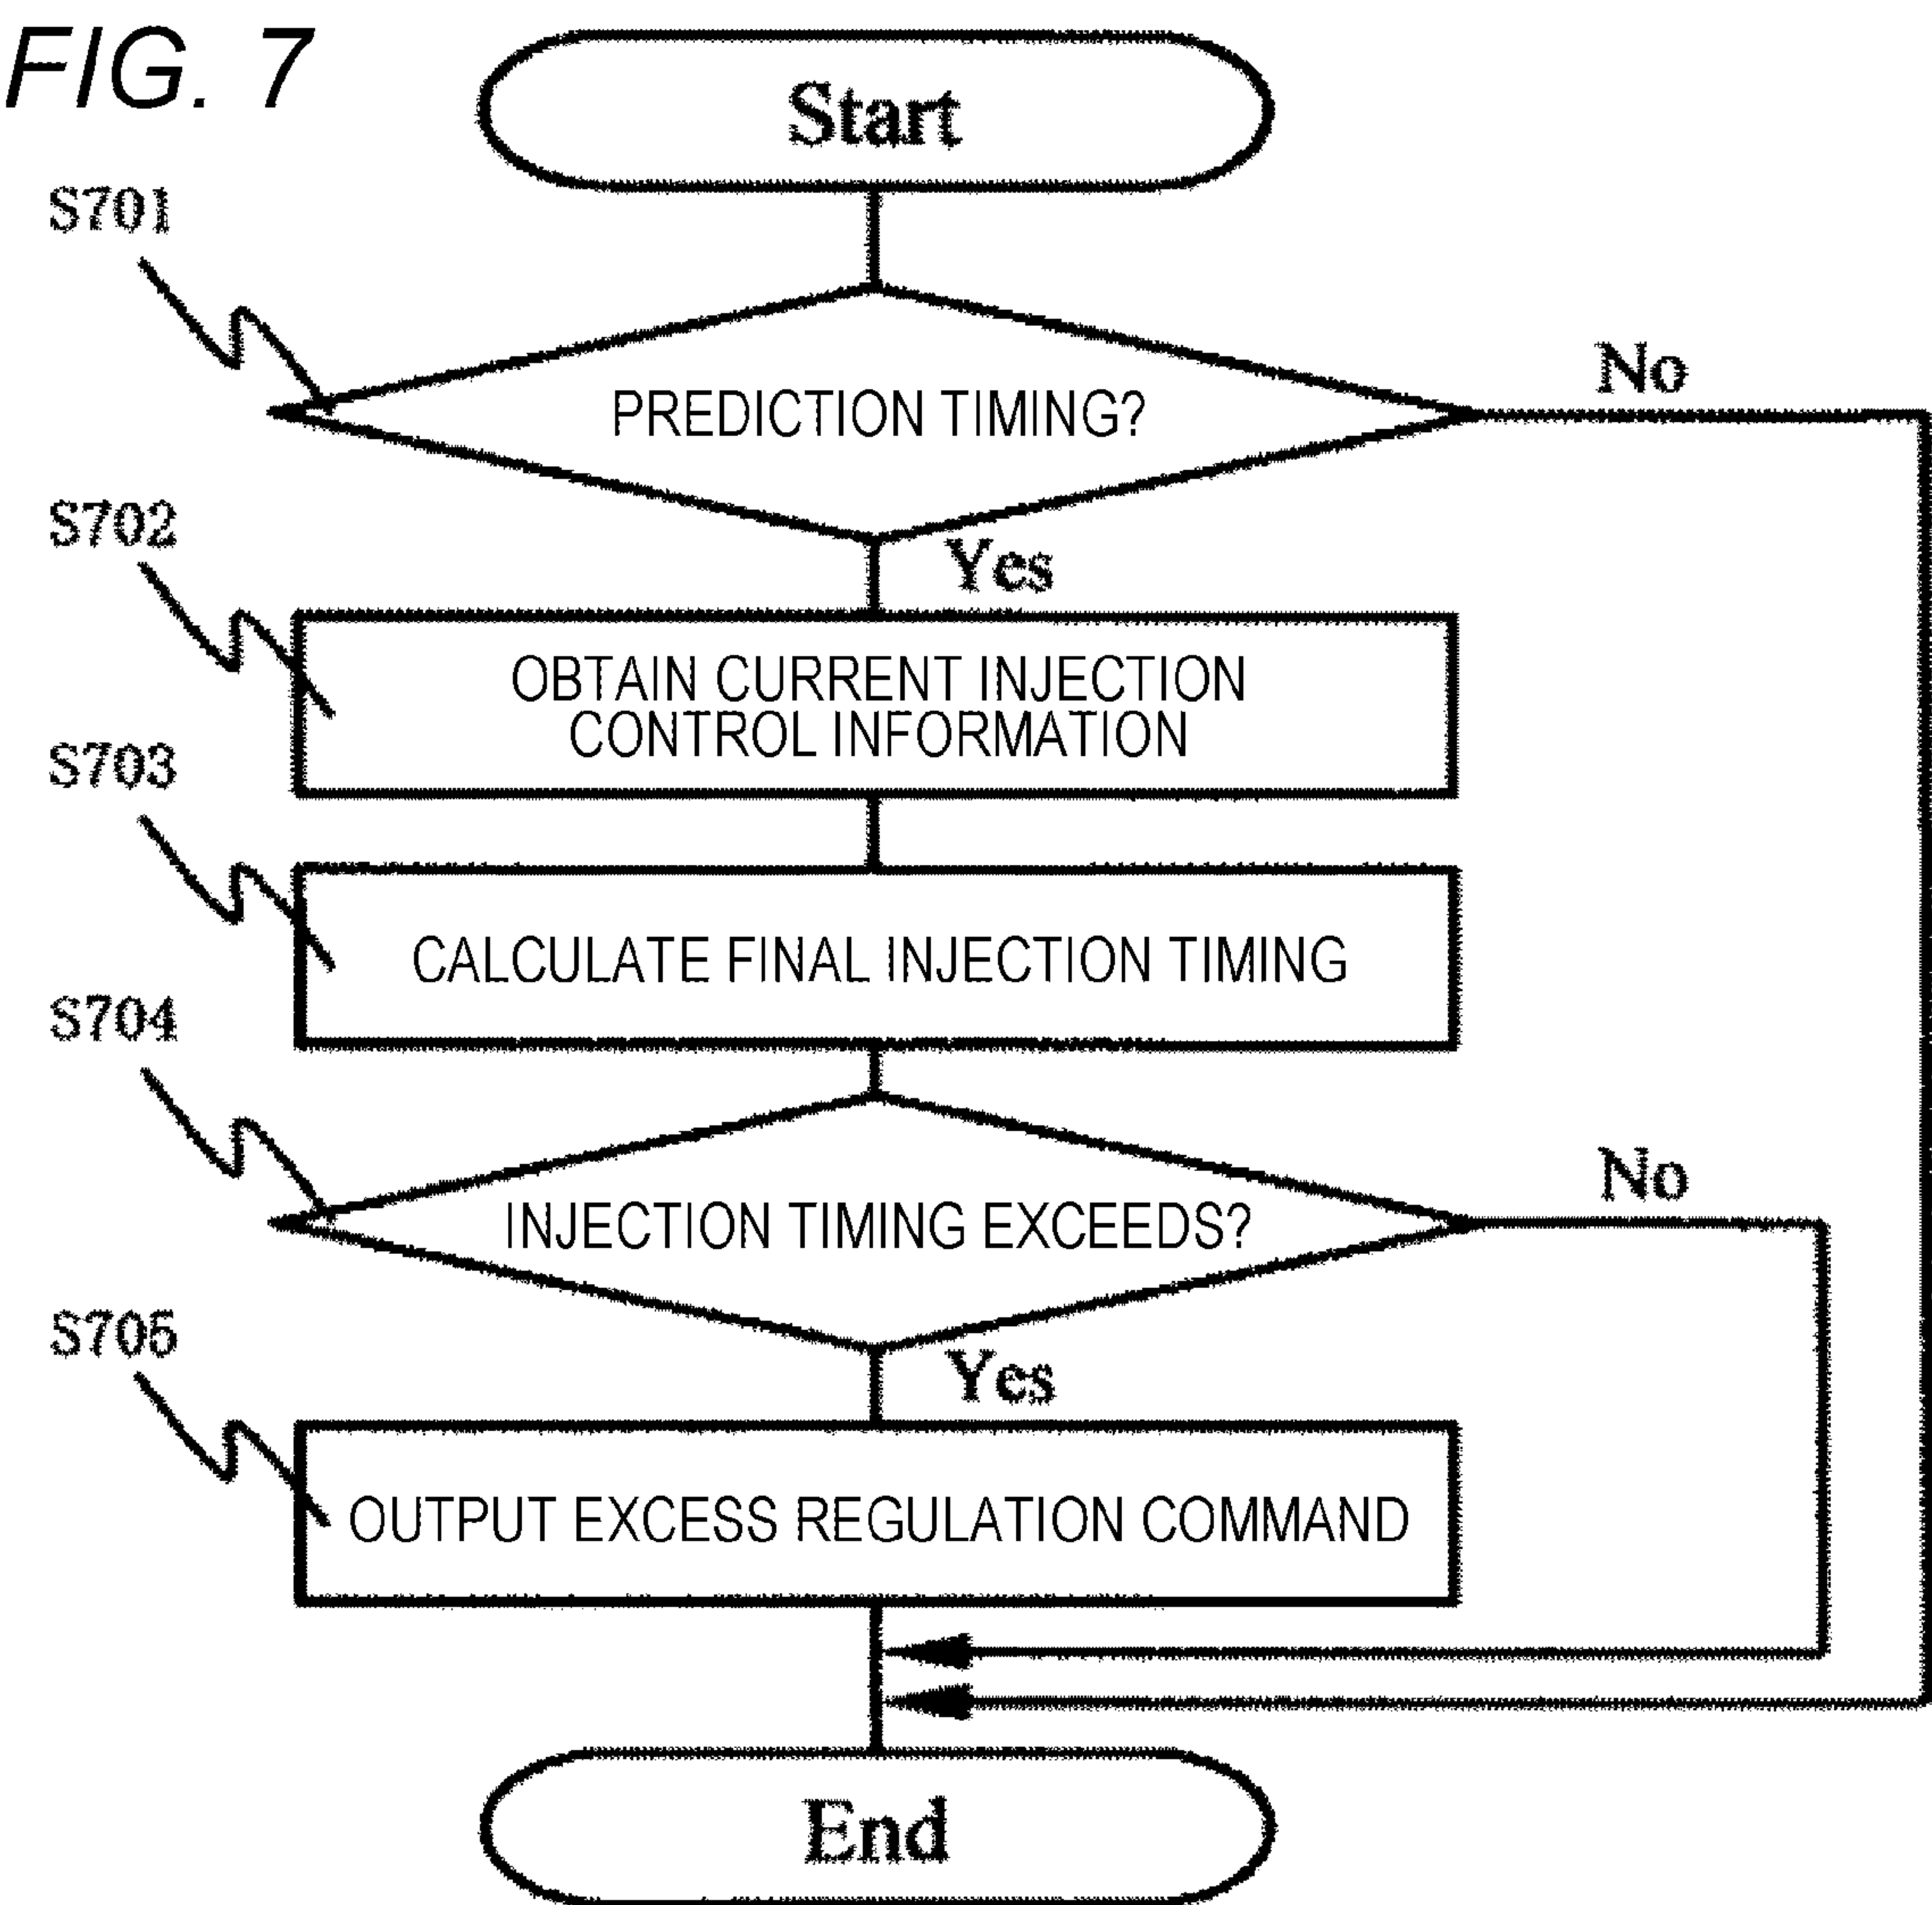 FIG. 7
Start
S701
PREDICTION TIMING?
No
Yes
S702
OBTAIN CURRENT INJECTION
CONTROL INFORMATION
S703
CALCULATE FINAL INJECTION TIMING
S704
INJECTION TIMING EXCEEDS?
No
Yes
S705
OUTPUT EXCESS REGULATION COMMAND
End